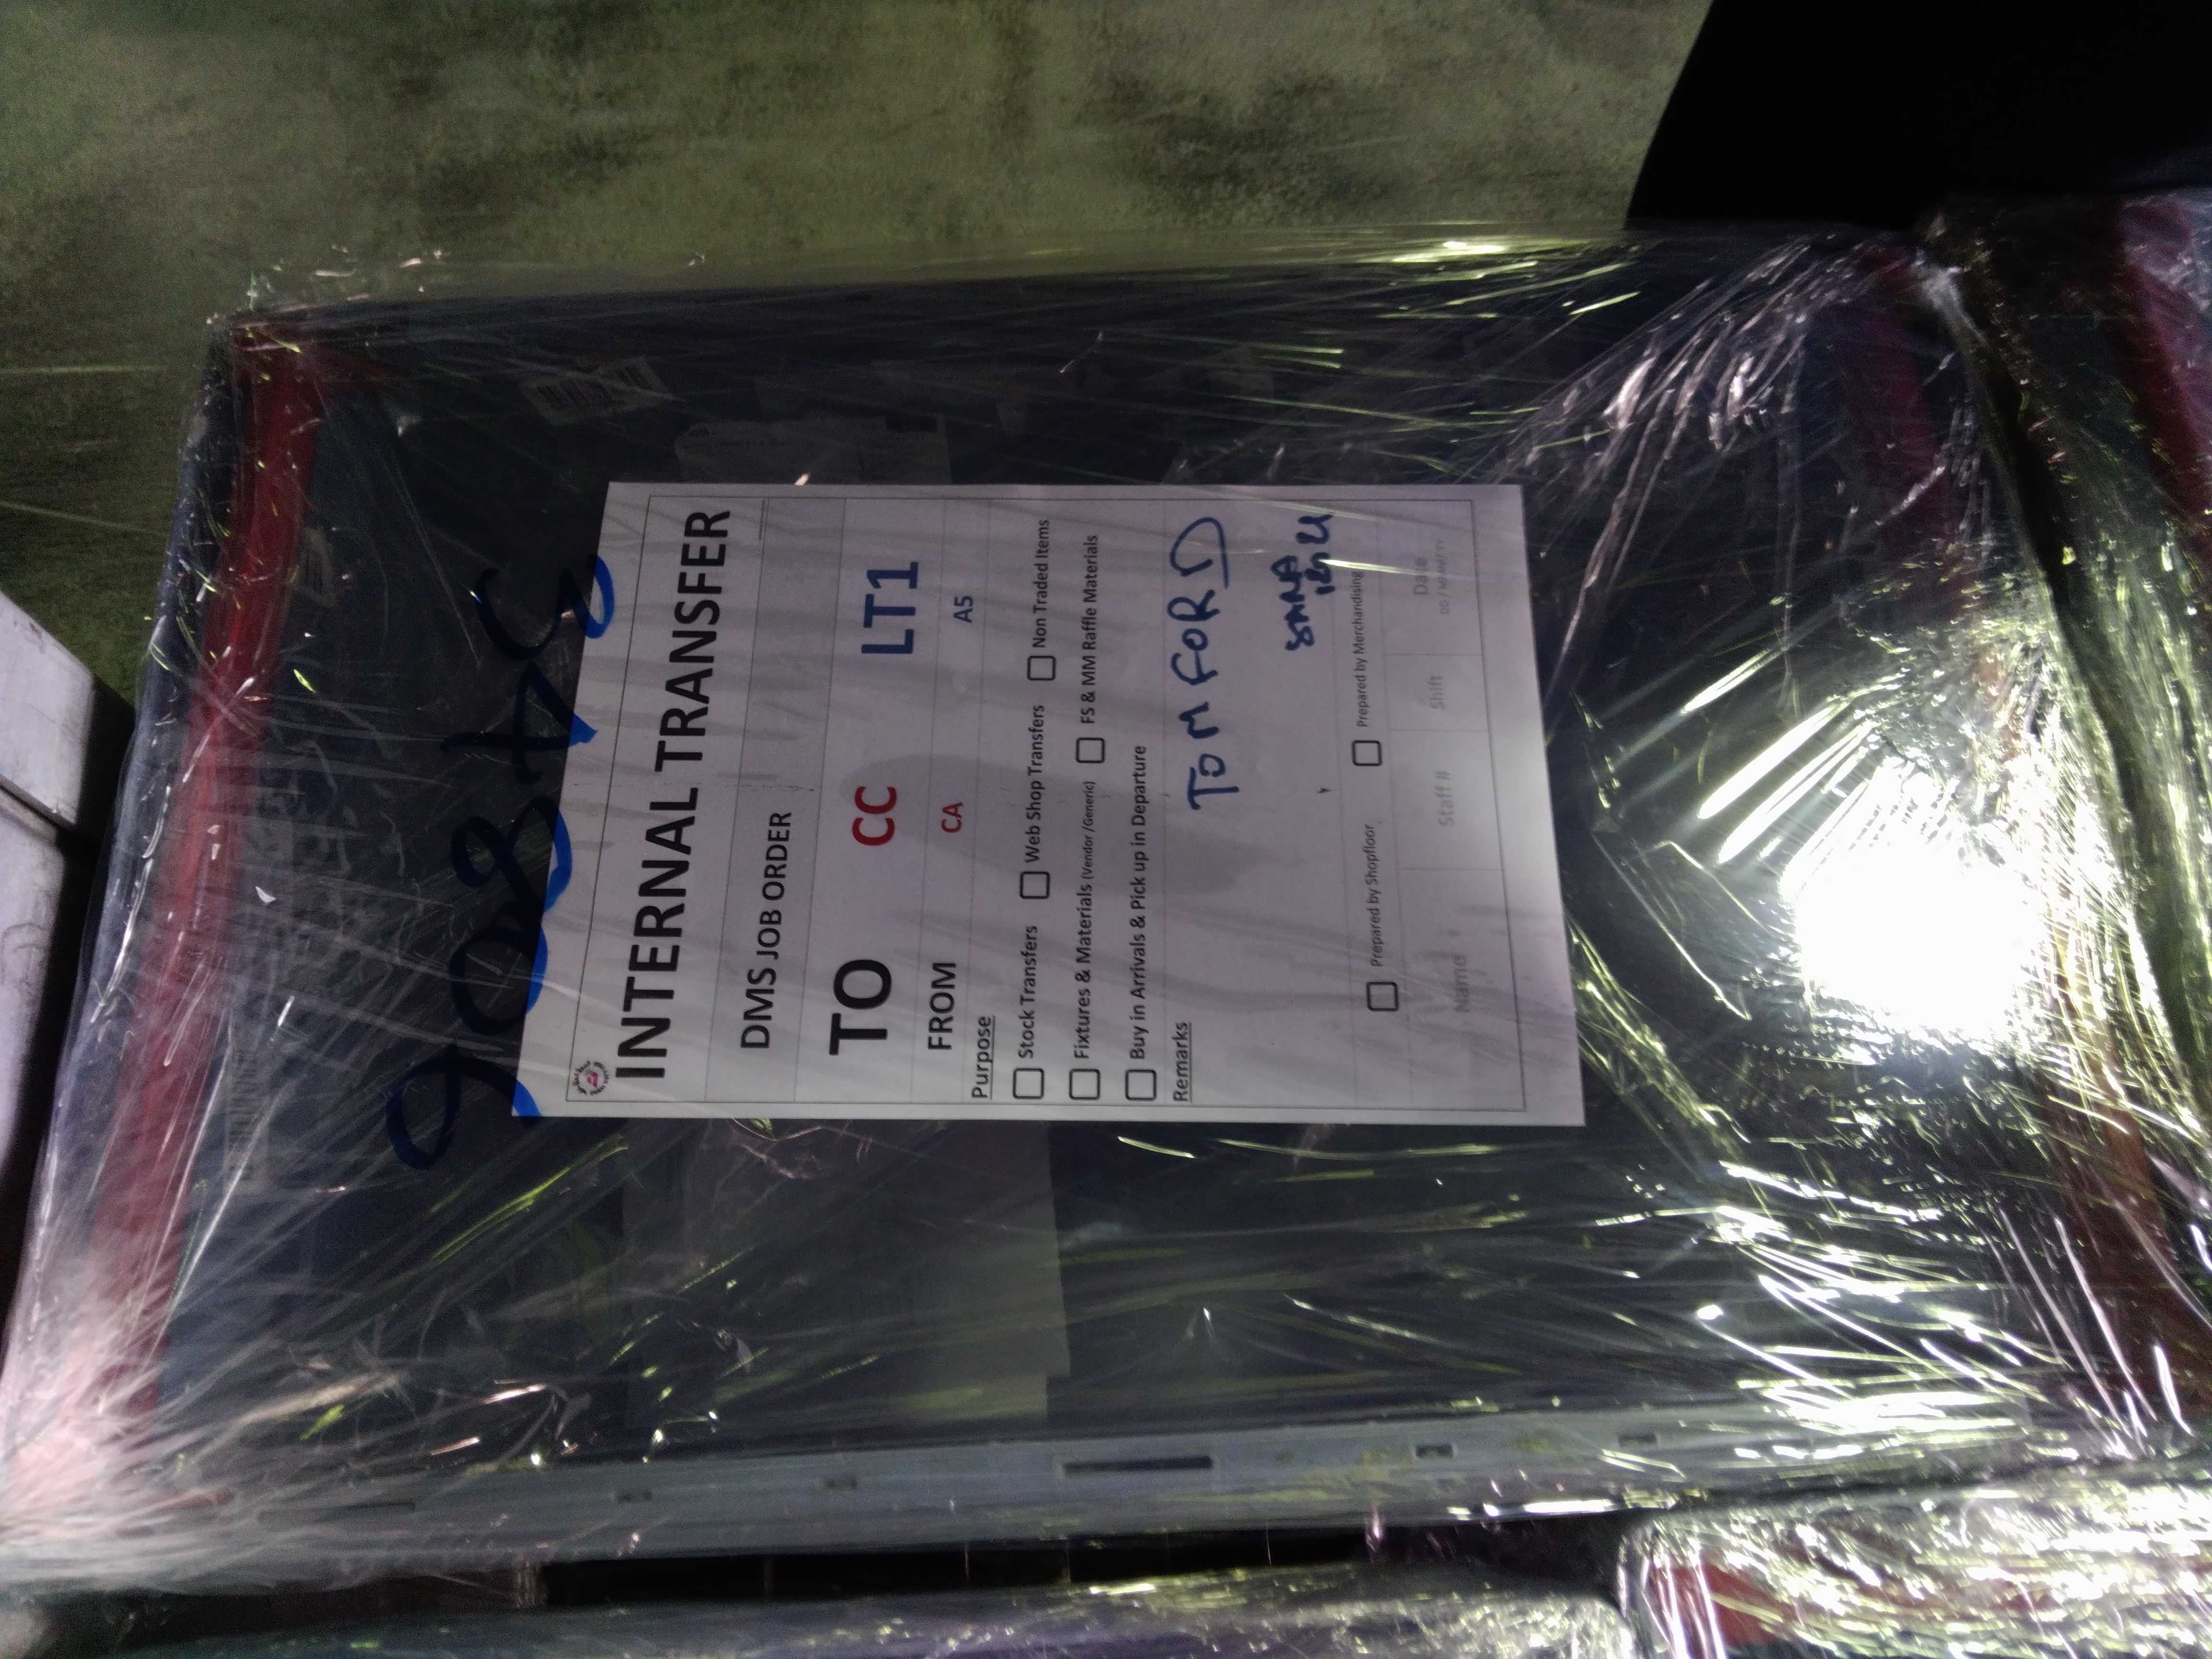 INTERNAL TRANSFER
DMS JOB ORDER
TO CC LT1
FROM CA A5
Purpose
Stock Transfers Web Shop Transfers Non Traded Items
Fixtures & Materials (Vendor/Generic) FS & MM Raffle Materials
Buy in Arrivals & Pick up in Departure
Remarks
TOM FORD
Prepared by Shopfloor Prepared by Merchandising
Name Staff # Shift Date